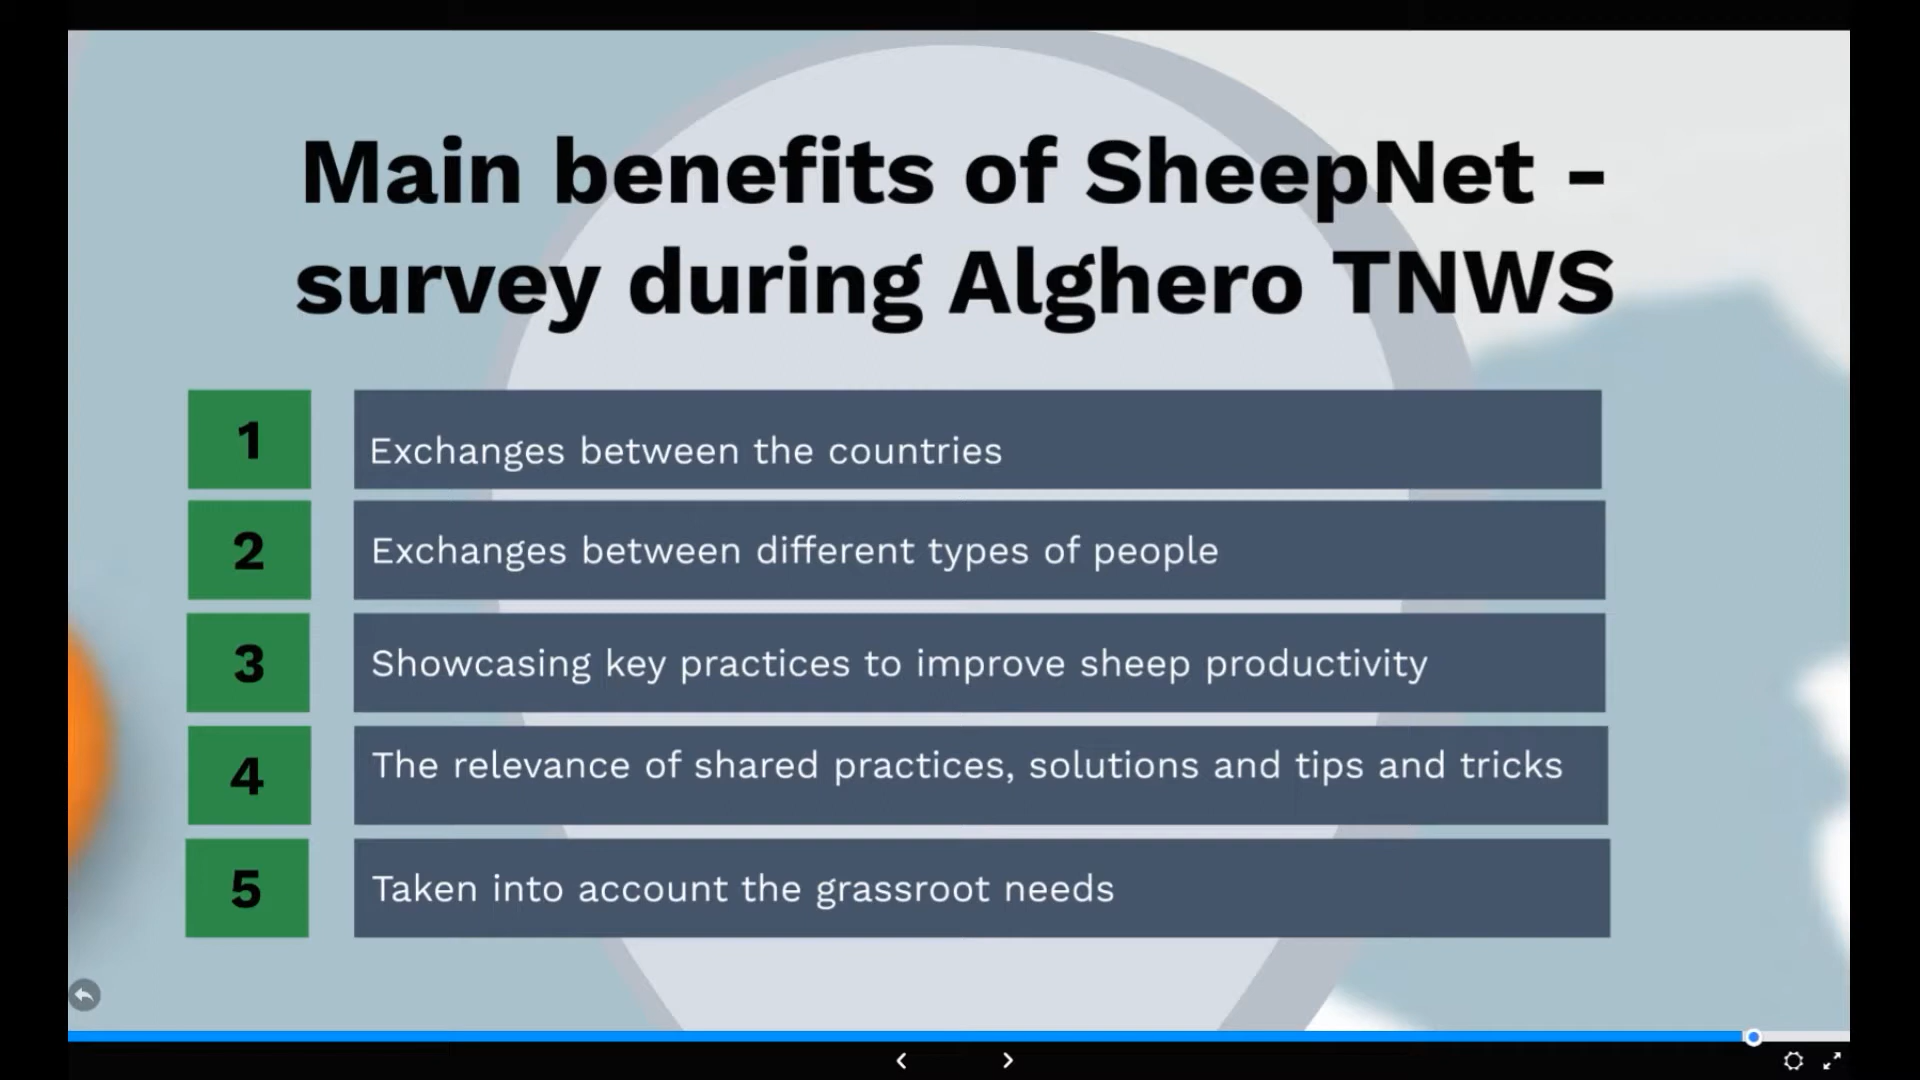 Main benefits of SheepNet -
survey during Alghero TNWS
1
Exchanges between the countries
2
Exchanges between different types of people
3
Showcasing key practices to improve sheep productivity
4
The relevance of shared practices, solutions and tips and tricks
5
Taken into account the grassroot needs